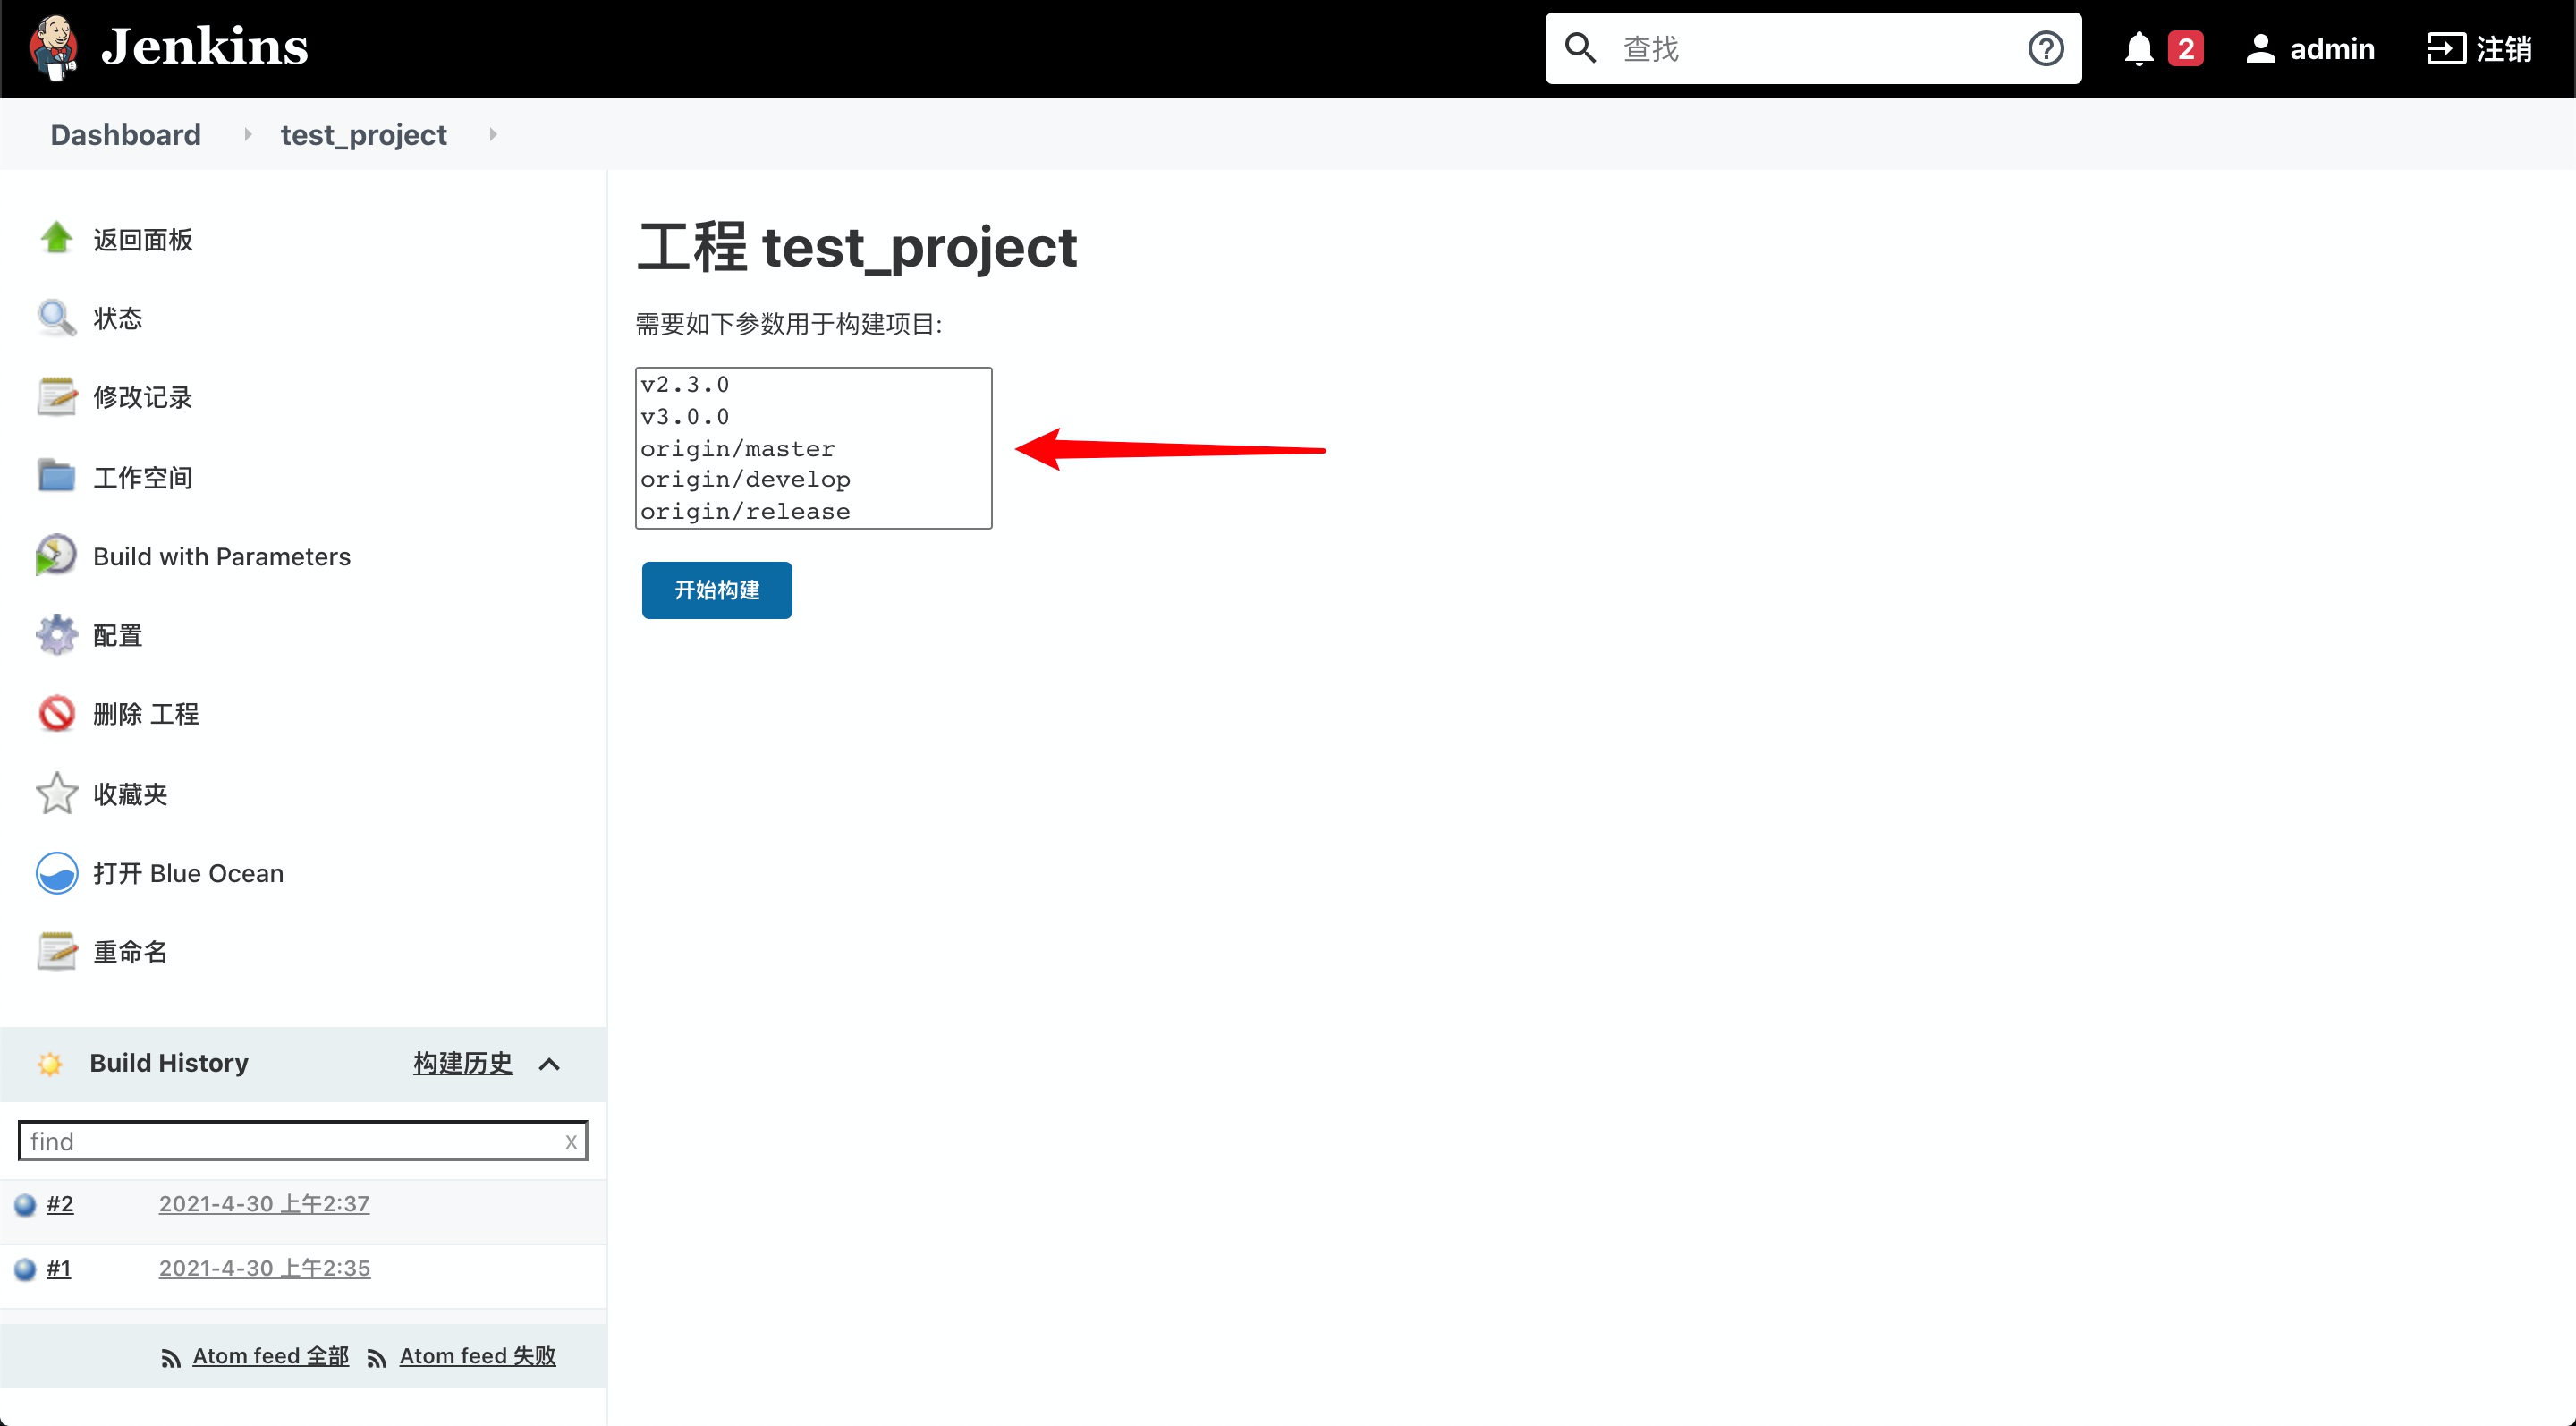 Jenkins
查找
2
admin
注销
Dashboard
test_project
返回面板
状态
修改记录
工作空间
Build with Parameters
配置
删除 工程
收藏夹
打开 Blue Ocean
重命名
Build History
构建历史
find
x
#2
2021-4-30 上午2:37
#1
2021-4-30 上午2:35
Atom feed 全部
Atom feed 失败
工程 test_project
需要如下参数用于构建项目:
v2.3.0
v3.0.0
origin/master
origin/develop
origin/release
开始构建